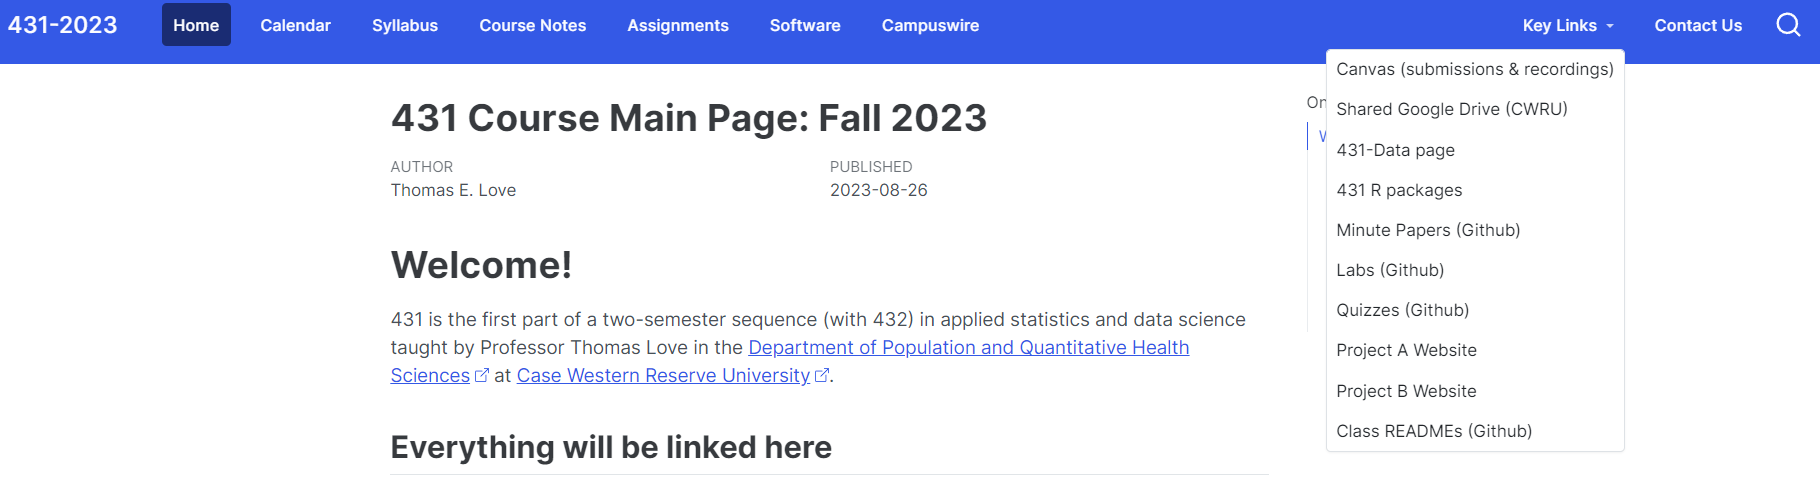 431-2023 Home Calendar Syllabus Course Notes Assignments Software Campuswire Key Links Contact Us
Canvas (submissions & recordings)
Shared Google Drive (CWRU)
431-Data page
431 R packages
Minute Papers (Github)
Labs (Github)
Quizzes (Github)
Project A Website
Project B Website
Class READMEs (Github)
431 Course Main Page: Fall 2023
AUTHOR PUBLISHED
Thomas E. Love 2023-08-26
Welcome!
431 is the first part of a two-semester sequence (with 432) in applied statistics and data science
taught by Professor Thomas Love in the Department of Population and Quantitative Health
Sciences at Case Western Reserve University.
Everything will be linked here